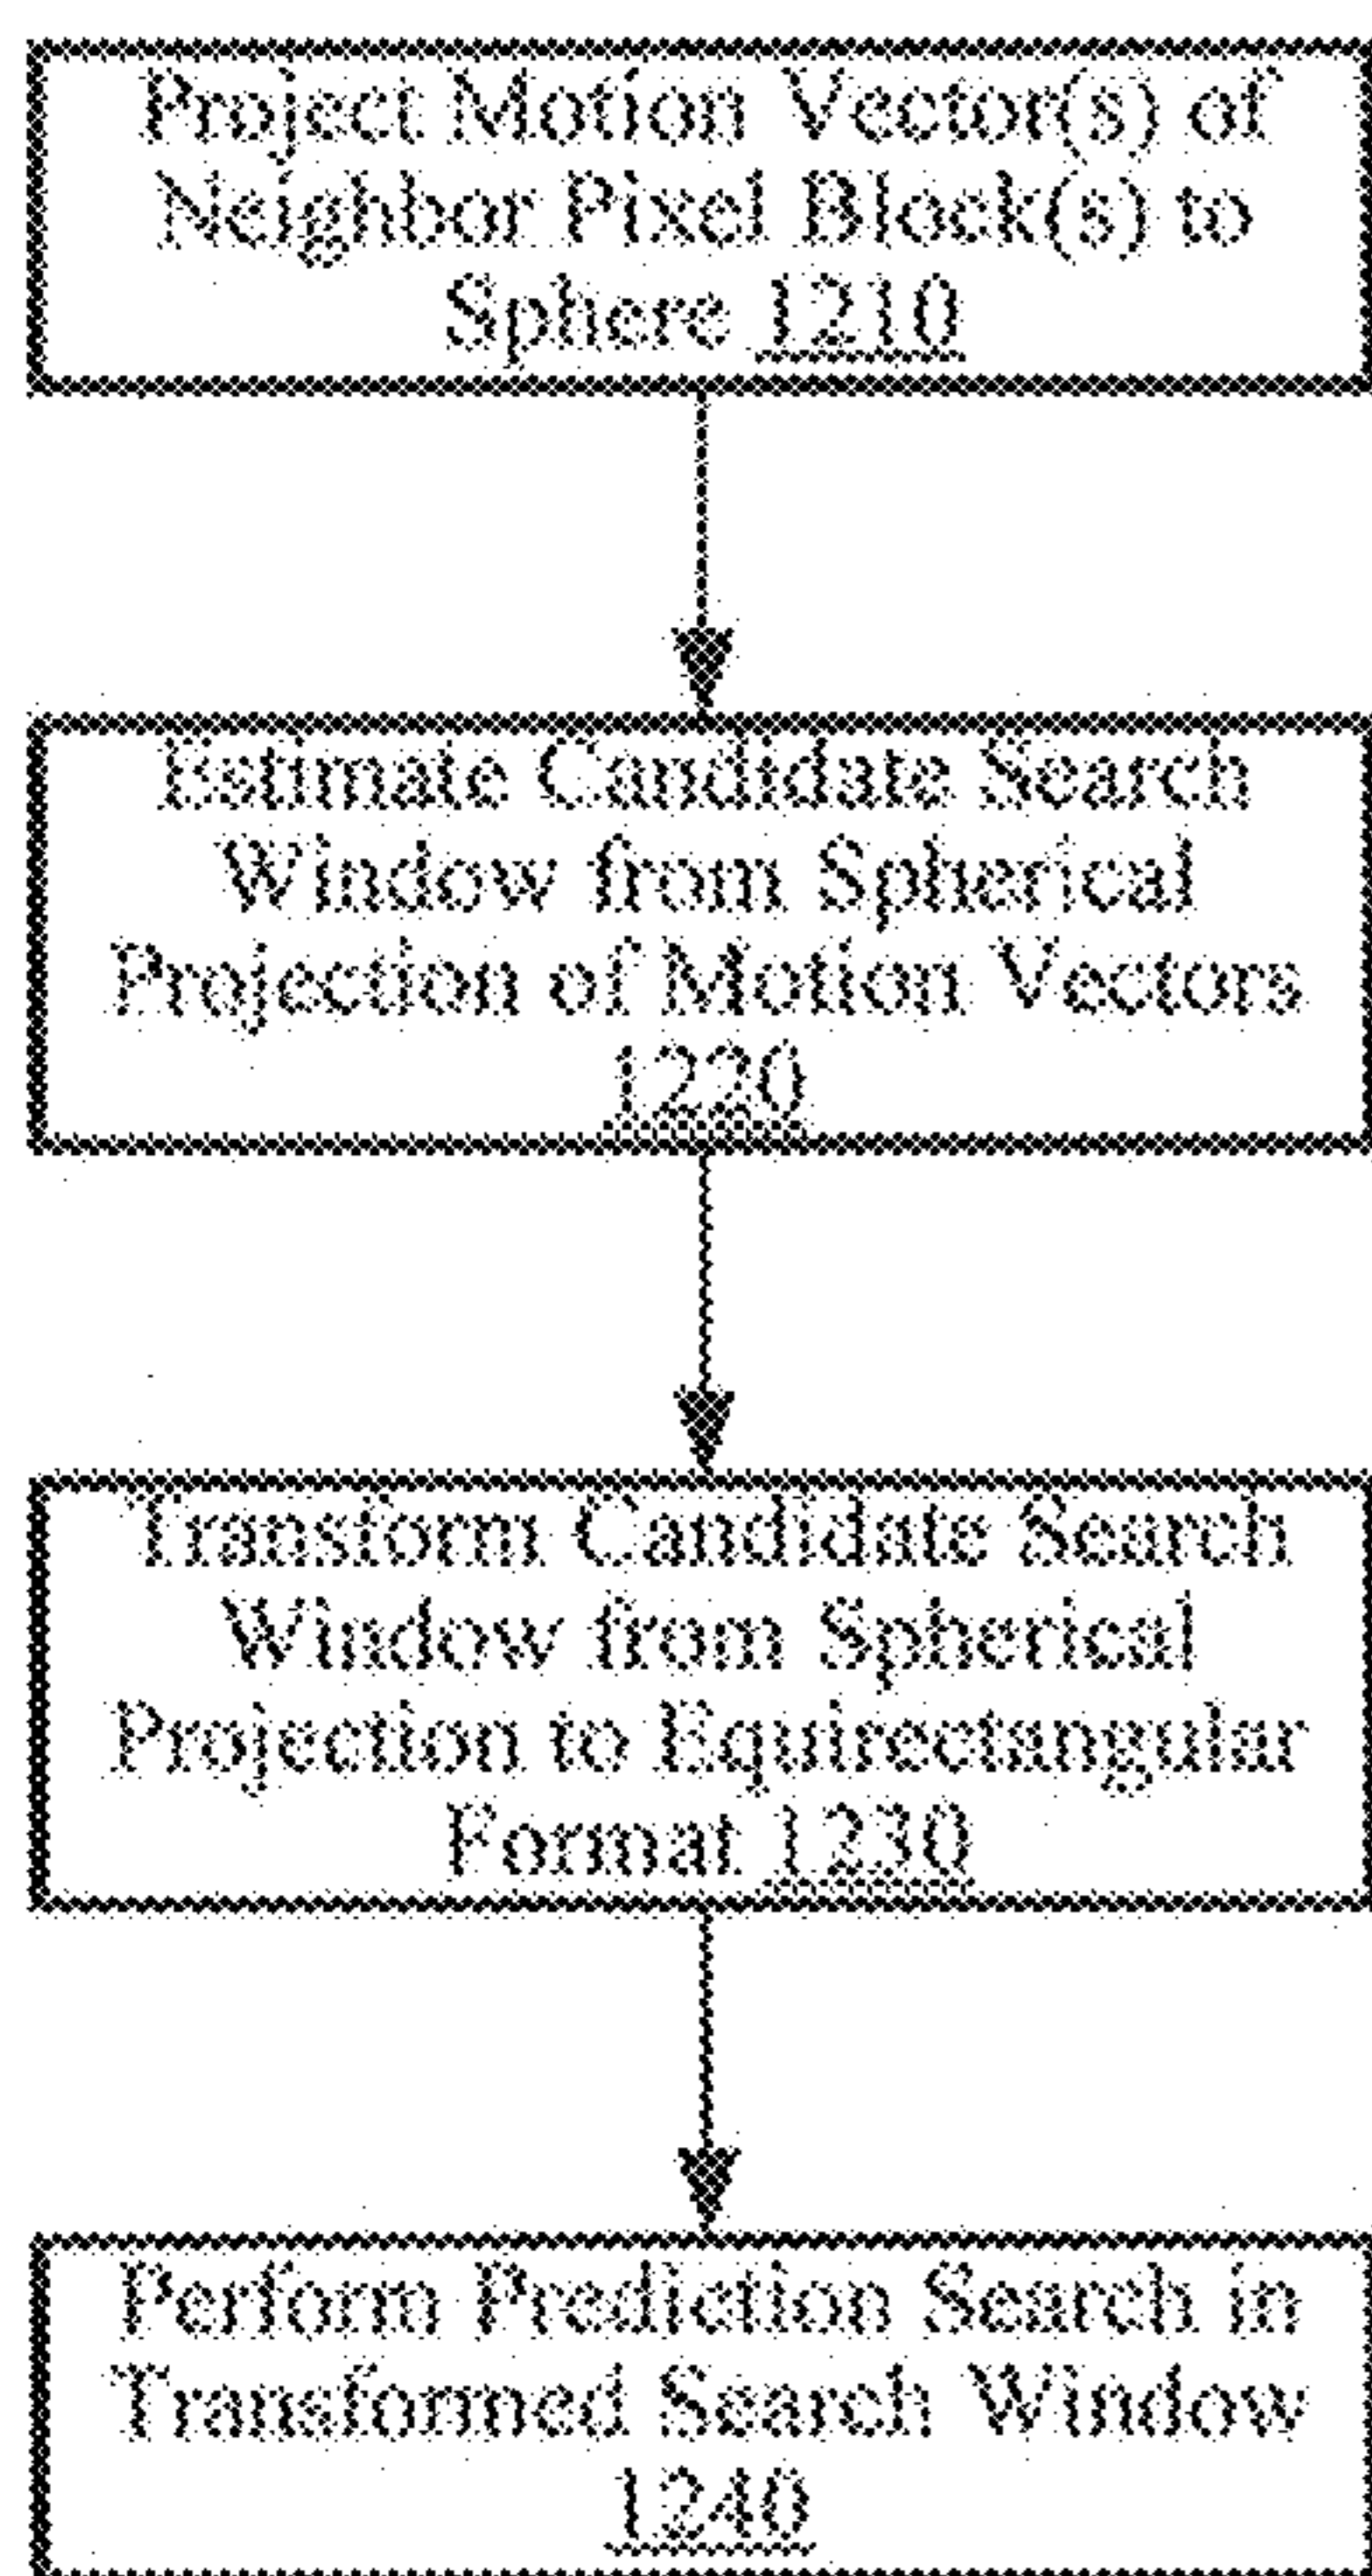 Project Motion Vector(s) of
Neighbor Pixel Block(s) to
Sphere 1210
Estimate Candidate Search
Window from Spherical
Projection of Motion Vectors
1220
Transform Candidate Search
Window from Spherical
Projection to Equirectangular
Format 1230
Perform Prediction Search in
Transformed Search Window
1240